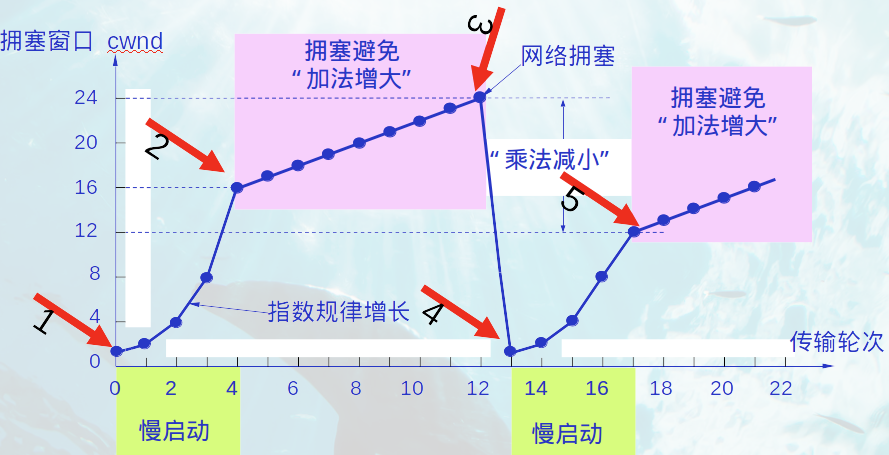 拥塞窗口 cwnd
24
20
16
12
8
4
0
0
2
4
6
8
10
12
14
16
18
20
22
传输轮次
拥塞避免
“加法增大”
网络拥塞
“乘法减小”
拥塞避免
“加法增大”
指数规律增长
慢启动
慢启动
1
2
3
4
5